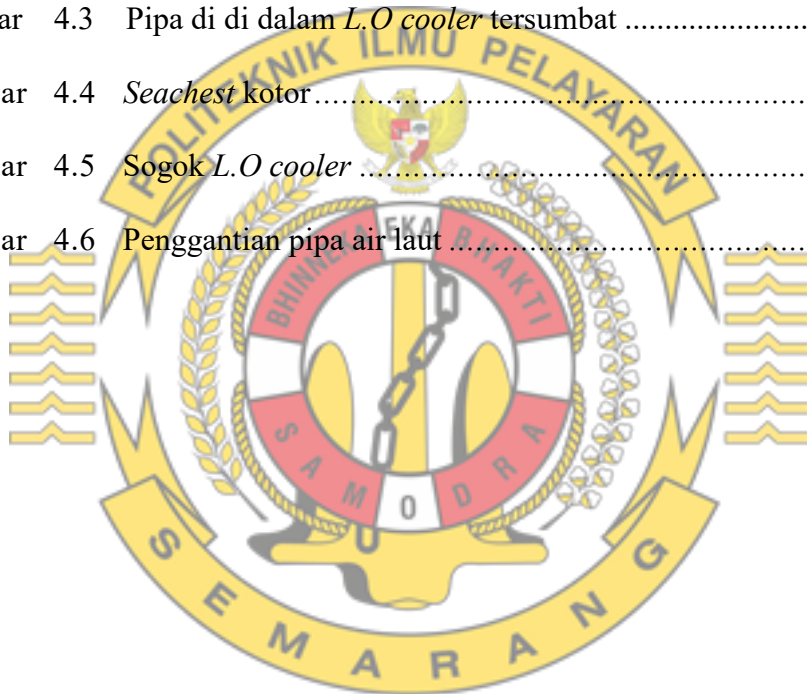 ar 4.3 Pipa di di dalam L.O cooler tersumbat ........................
ar 4.4 Seachest kotor ........................................................
ar 4.5 Sogok L.O cooler ..................................................
ar 4.6 Penggantian pipa air laut ........................................
POLITEKNIK ILMU PELAYARAN
BHINNEKA EKA BHAKTI
SAMODRA
SEMARANG